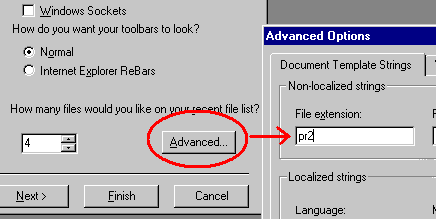 Windows Sockets
How do you want your toolbars to look?
Normal
Internet Explorer ReBars
How many files would you like on your recent file list?
4
Advanced...
Next >
Finish
Cancel
Advanced Options
Document Template Strings
Non-localized strings
File extension:
pr2
Localized strings
Language: